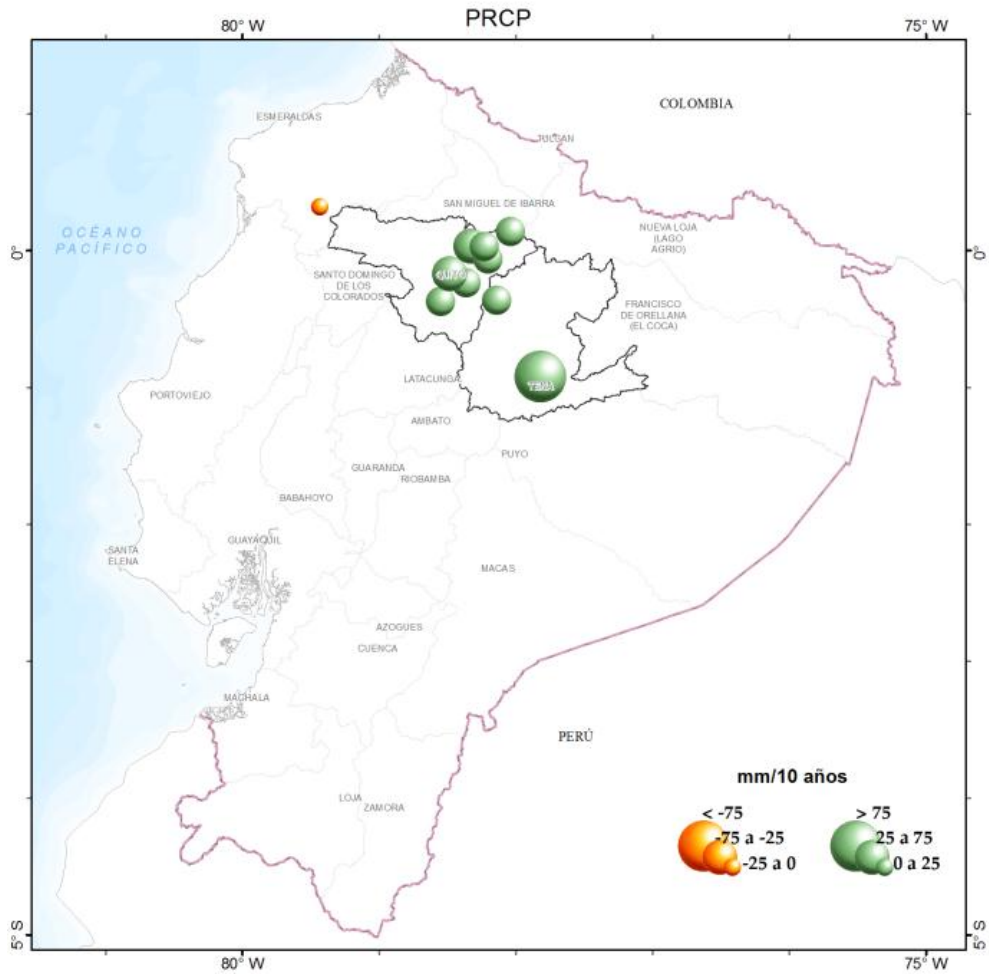 PRCP
80° W
75° W
COLOMBIA
ESMERALDAS
TULCAN
OCÉANO
PACÍFICO
SAN MIGUEL DE IBARRA
NUEVA LOJA
(LAGO
AGRIO)
0°
0°
SANTO DOMINGO
DE LOS
COLORADOS
QUITO
FRANCISCO
DE ORELLANA
(EL COCA)
LATACUNGA
TENA
PORTOVIEJO
AMBATO
PUYO
GUARANDA
RIOBAMBA
BABAHOYO
GUAYAQUIL
SANTA
ELENA
MACAS
AZOGUES
CUENCA
MACHALA
PERÚ
mm/10 años
LOJA
ZAMORA
< -75
-75 a -25
-25 a 0
> 75
25 a 75
0 a 25
5° S
5° S
80° W
75° W